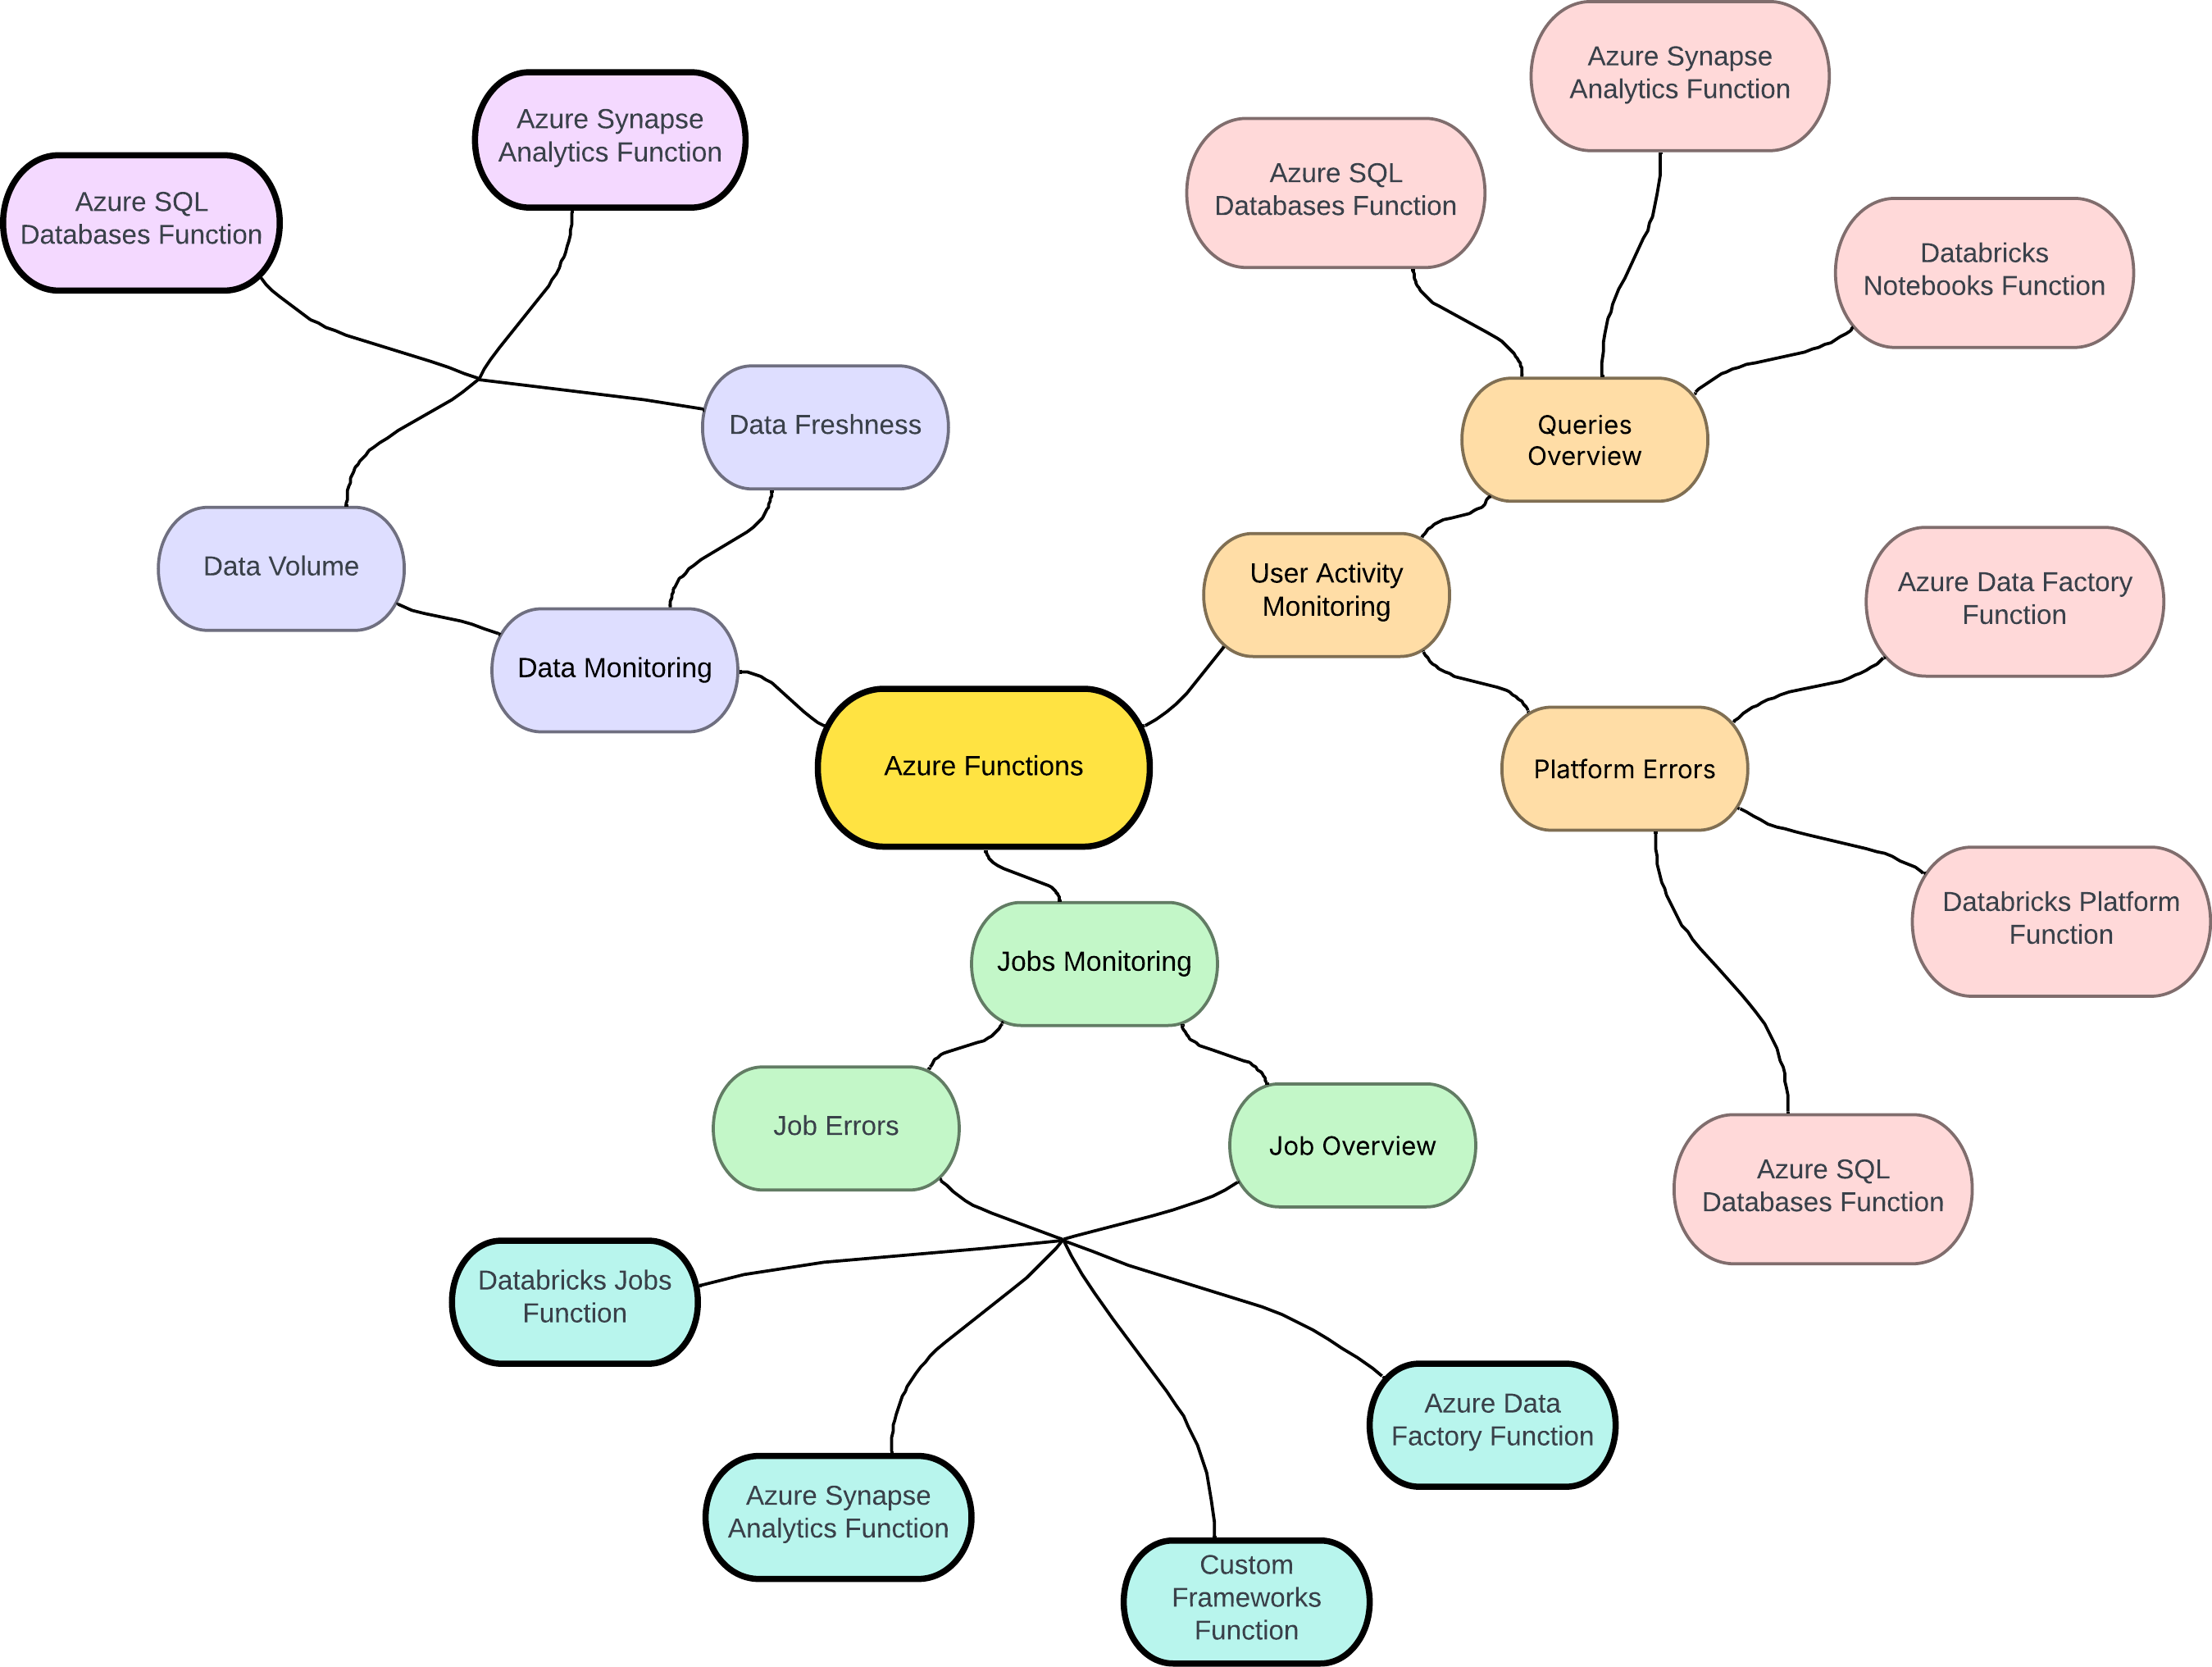 Azure Synapse
Analytics Function
Azure Synapse
Analytics Function
Azure SQL
Databases Function
Azure SQL
Databases Function
Databricks
Notebooks Function
Data Freshness
Queries
Overview
Data Volume
User Activity
Monitoring
Azure Data Factory
Function
Data Monitoring
Azure Functions
Platform Errors
Databricks Platform
Function
Jobs Monitoring
Job Errors
Job Overview
Azure SQL
Databases Function
Databricks Jobs
Function
Azure Data
Factory Function
Azure Synapse
Analytics Function
Custom
Frameworks
Function